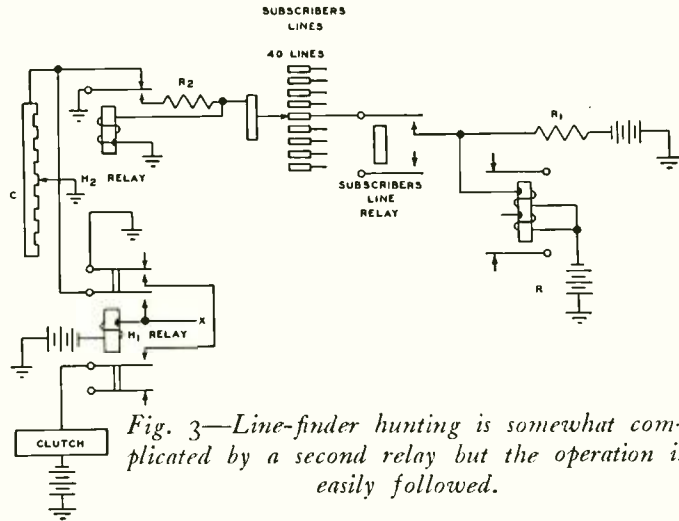 SUBSCRIBERS
LINES
40 LINES
R2
R1
H2
RELAY
C
SUBSCRIBERS
LINE
RELAY
R
X
H1 RELAY
CLUTCH
Fig. 3—Line-finder hunting is somewhat com-
plicated by a second relay but the operation i
easily followed.